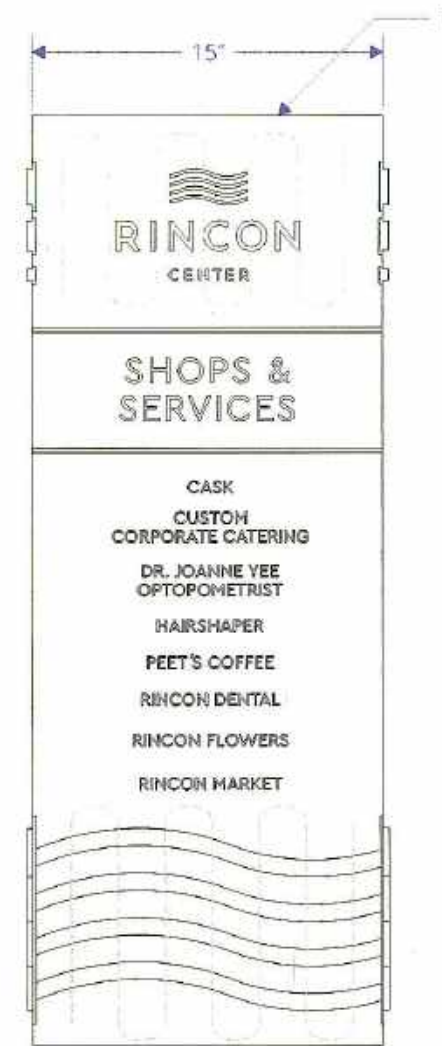 15"
RINCON
CENTER
SHOPS &
SERVICES
CASK
CUSTOM
CORPORATE CATERING
DR. JOANNE YEE
OPTOPOMETRIST
HAIRSHAPER
PEET'S COFFEE
RINCON DENTAL
RINCON FLOWERS
RINCON MARKET